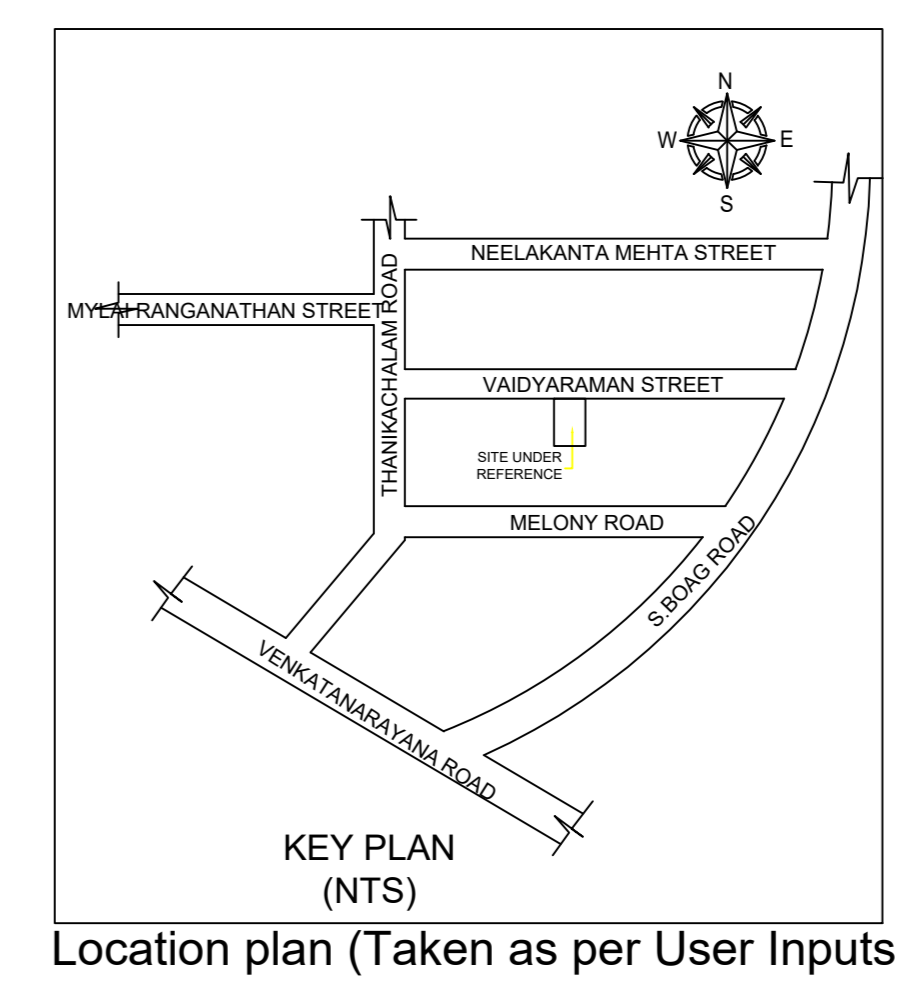 N
W
E
S
NEELAKANTA MEHTA STREET
MYLAI RANGANATHAN STREET
THANIKACHALAM ROAD
VAIDYARAMAN STREET
SITE UNDER
REFERENCE
MELONY ROAD
S.BOAG ROAD
VENKATANARAYANA ROAD
KEY PLAN
(NTS)
Location plan (Taken as per User Inputs